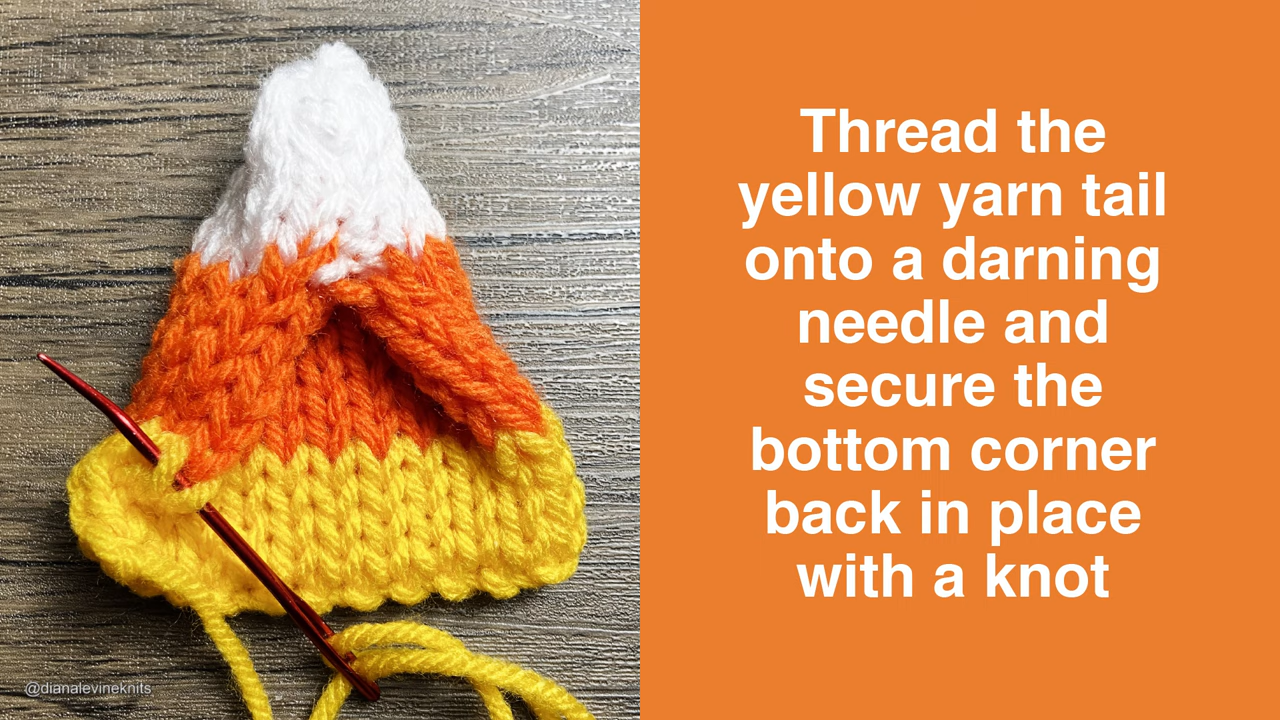 Thread the
yellow yarn tail
onto a darning
needle and
secure the
bottom corner
back in place
with a knot
@dianalevineknits